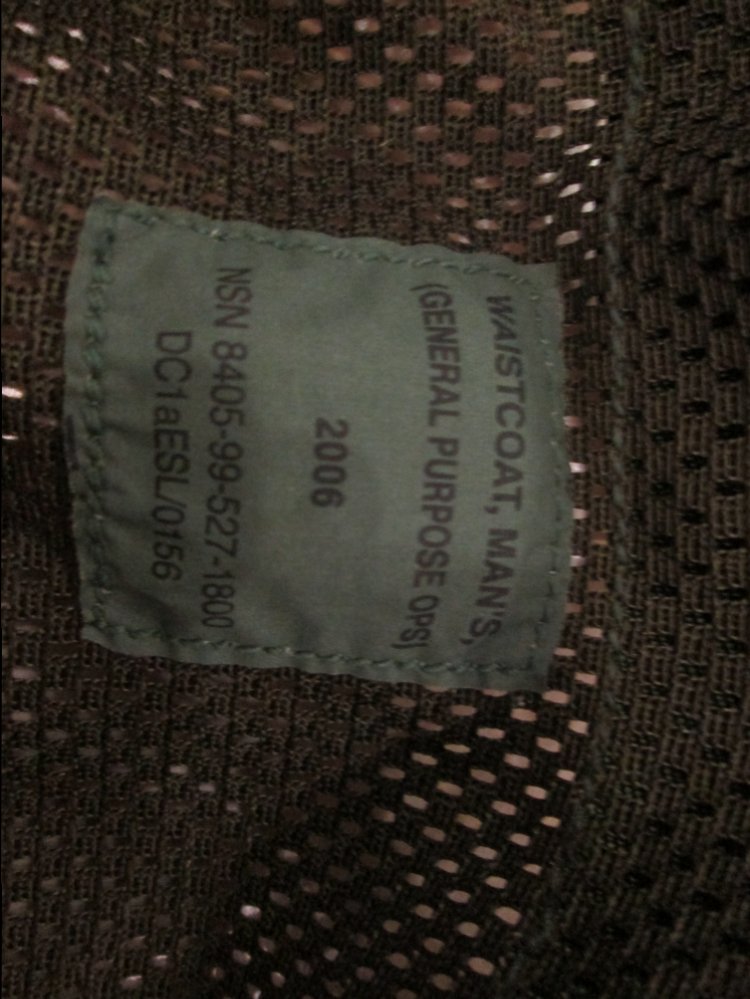 WAISTCOAT, MAN'S,
(GENERAL PURPOSE OPS)
2006
NSN 8405-99-527-1800
DC1aESL/0156